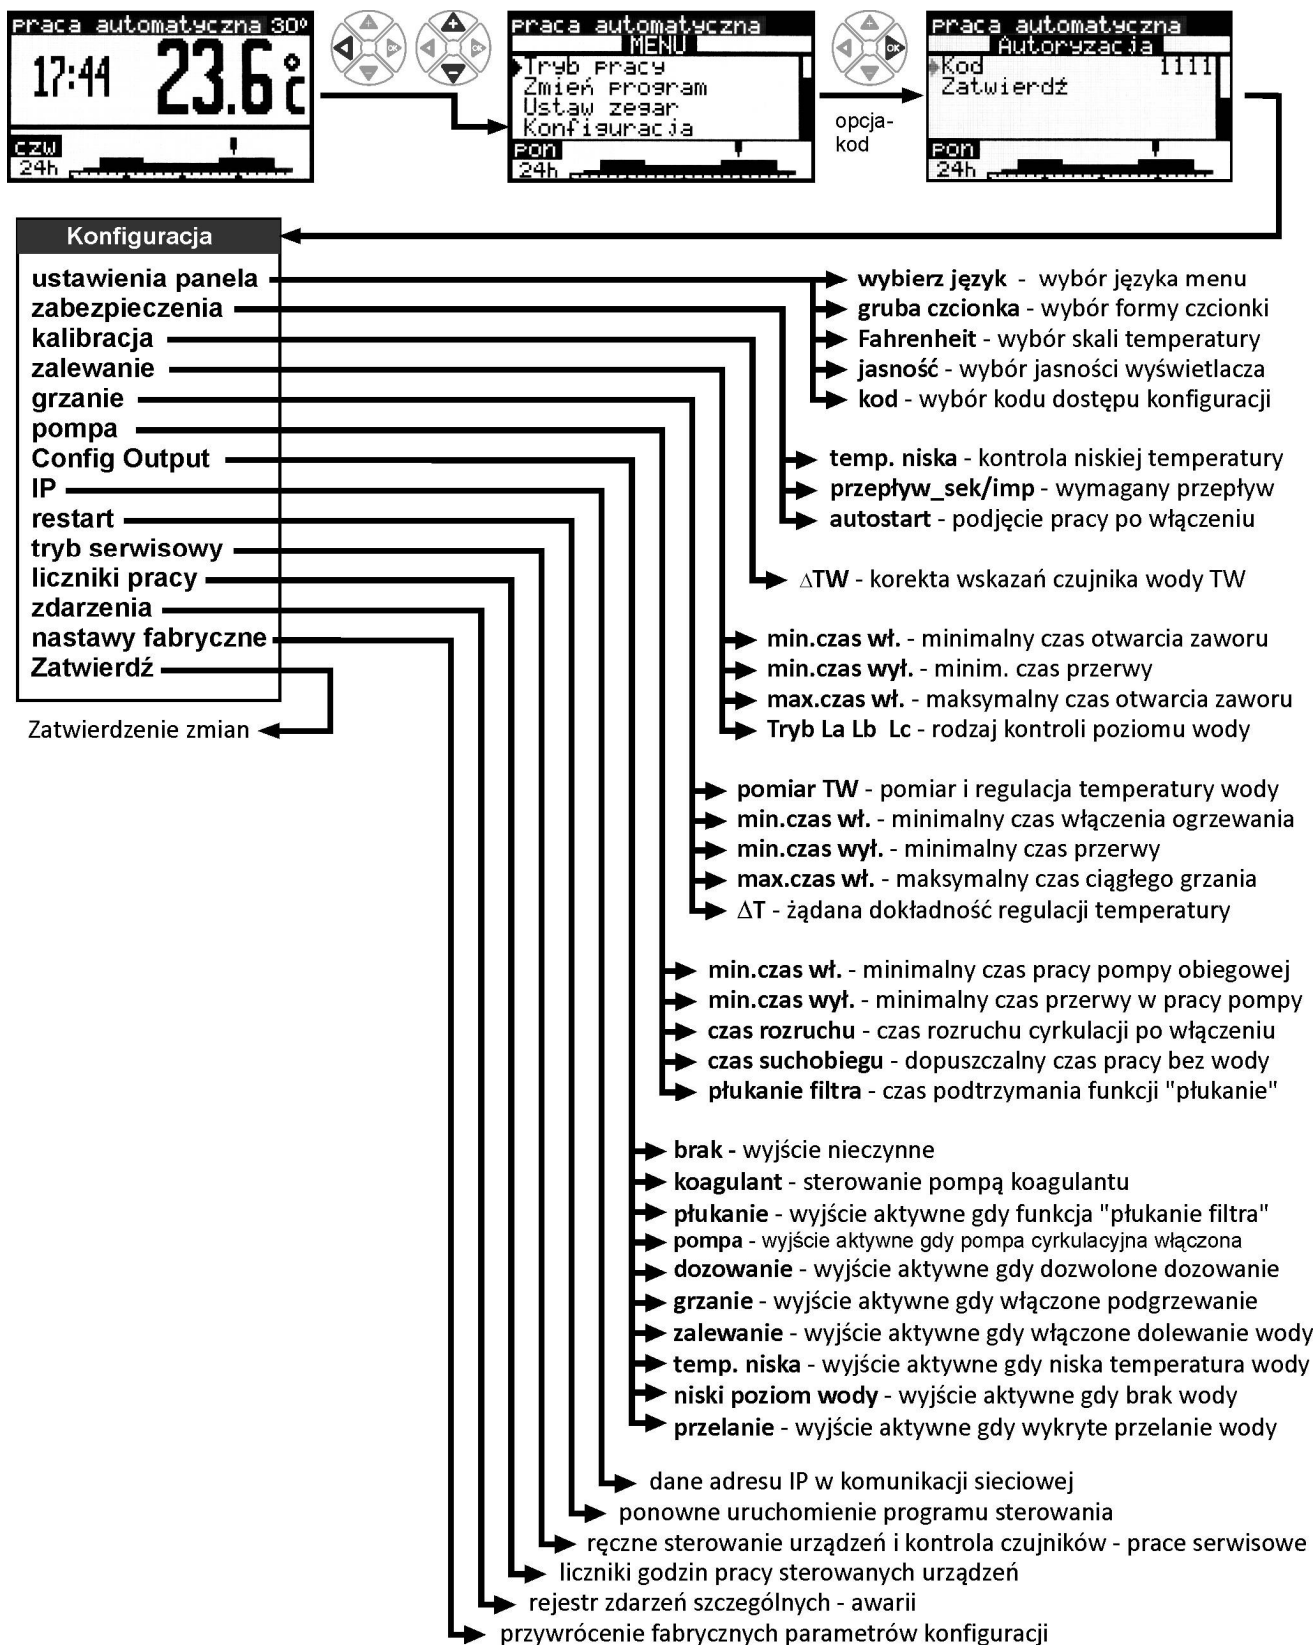 praca automatyczna 30°
17:44 23.6°C
czw
24h
OK
OK
praca automatyczna
MENU
Tryb pracy
Zmień program
Ustaw zegar
Konfiguracja
pon
24h
OK
opcja-
kod
praca automatyczna
Autoryzacja
Kod 1111
Zatwierdź
pon
24h
Konfiguracja
ustawienia panela
zabezpieczenia
kalibracja
zalewanie
grzanie
pompa
Config Output
IP
restart
tryb serwisowy
liczniki pracy
zdarzenia
nastawy fabryczne
Zatwierdź
Zatwierdzenie zmian
wybierz język - wybór języka menu
gruba czcionka - wybór formy czcionki
Fahrenheit - wybór skali temperatury
jasność - wybór jasności wyświetlacza
kod - wybór kodu dostępu konfiguracji
temp. niska - kontrola niskiej temperatury
przepływ_sek/imp - wymagany przepływ
autostart - podjęcie pracy po włączeniu
ΔTW - korekta wskazań czujnika wody TW
min.czas wł. - minimalny czas otwarcia zaworu
min.czas wył. - minim. czas przerwy
max.czas wł. - maksymalny czas otwarcia zaworu
Tryb La Lb Lc - rodzaj kontroli poziomu wody
pomiar TW - pomiar i regulacja temperatury wody
min.czas wł. - minimalny czas włączenia ogrzewania
min.czas wył. - minimalny czas przerwy
max.czas wł. - maksymalny czas ciągłego grzania
ΔT - żądana dokładność regulacji temperatury
min.czas wł. - minimalny czas pracy pompy obiegowej
min.czas wył. - minimalny czas przerwy w pracy pompy
czas rozruchu - czas rozruchu cyrkulacji po włączeniu
czas suchobiegu - dopuszczalny czas pracy bez wody
płukanie filtra - czas podtrzymania funkcji "płukanie"
brak - wyjście nieczynne
koagulant - sterowanie pompą koagulantu
płukanie - wyjście aktywne gdy funkcja "płukanie filtra"
pompa - wyjście aktywne gdy pompa cyrkulacyjna włączona
dozowanie - wyjście aktywne gdy dozwolone dozowanie
grzanie - wyjście aktywne gdy włączone podgrzewanie
zalewanie - wyjście aktywne gdy włączone dolewanie wody
temp. niska - wyjście aktywne gdy niska temperatura wody
niski poziom wody - wyjście aktywne gdy brak wody
przelanie - wyjście aktywne gdy wykryte przelanie wody
dane adresu IP w komunikacji sieciowej
ponowne uruchomienie programu sterowania
ręczne sterowanie urządzeń i kontrola czujników - prace serwisowe
liczniki godzin pracy sterowanych urządzeń
rejestr zdarzeń szczególnych - awarii
przywrócenie fabrycznych parametrów konfiguracji